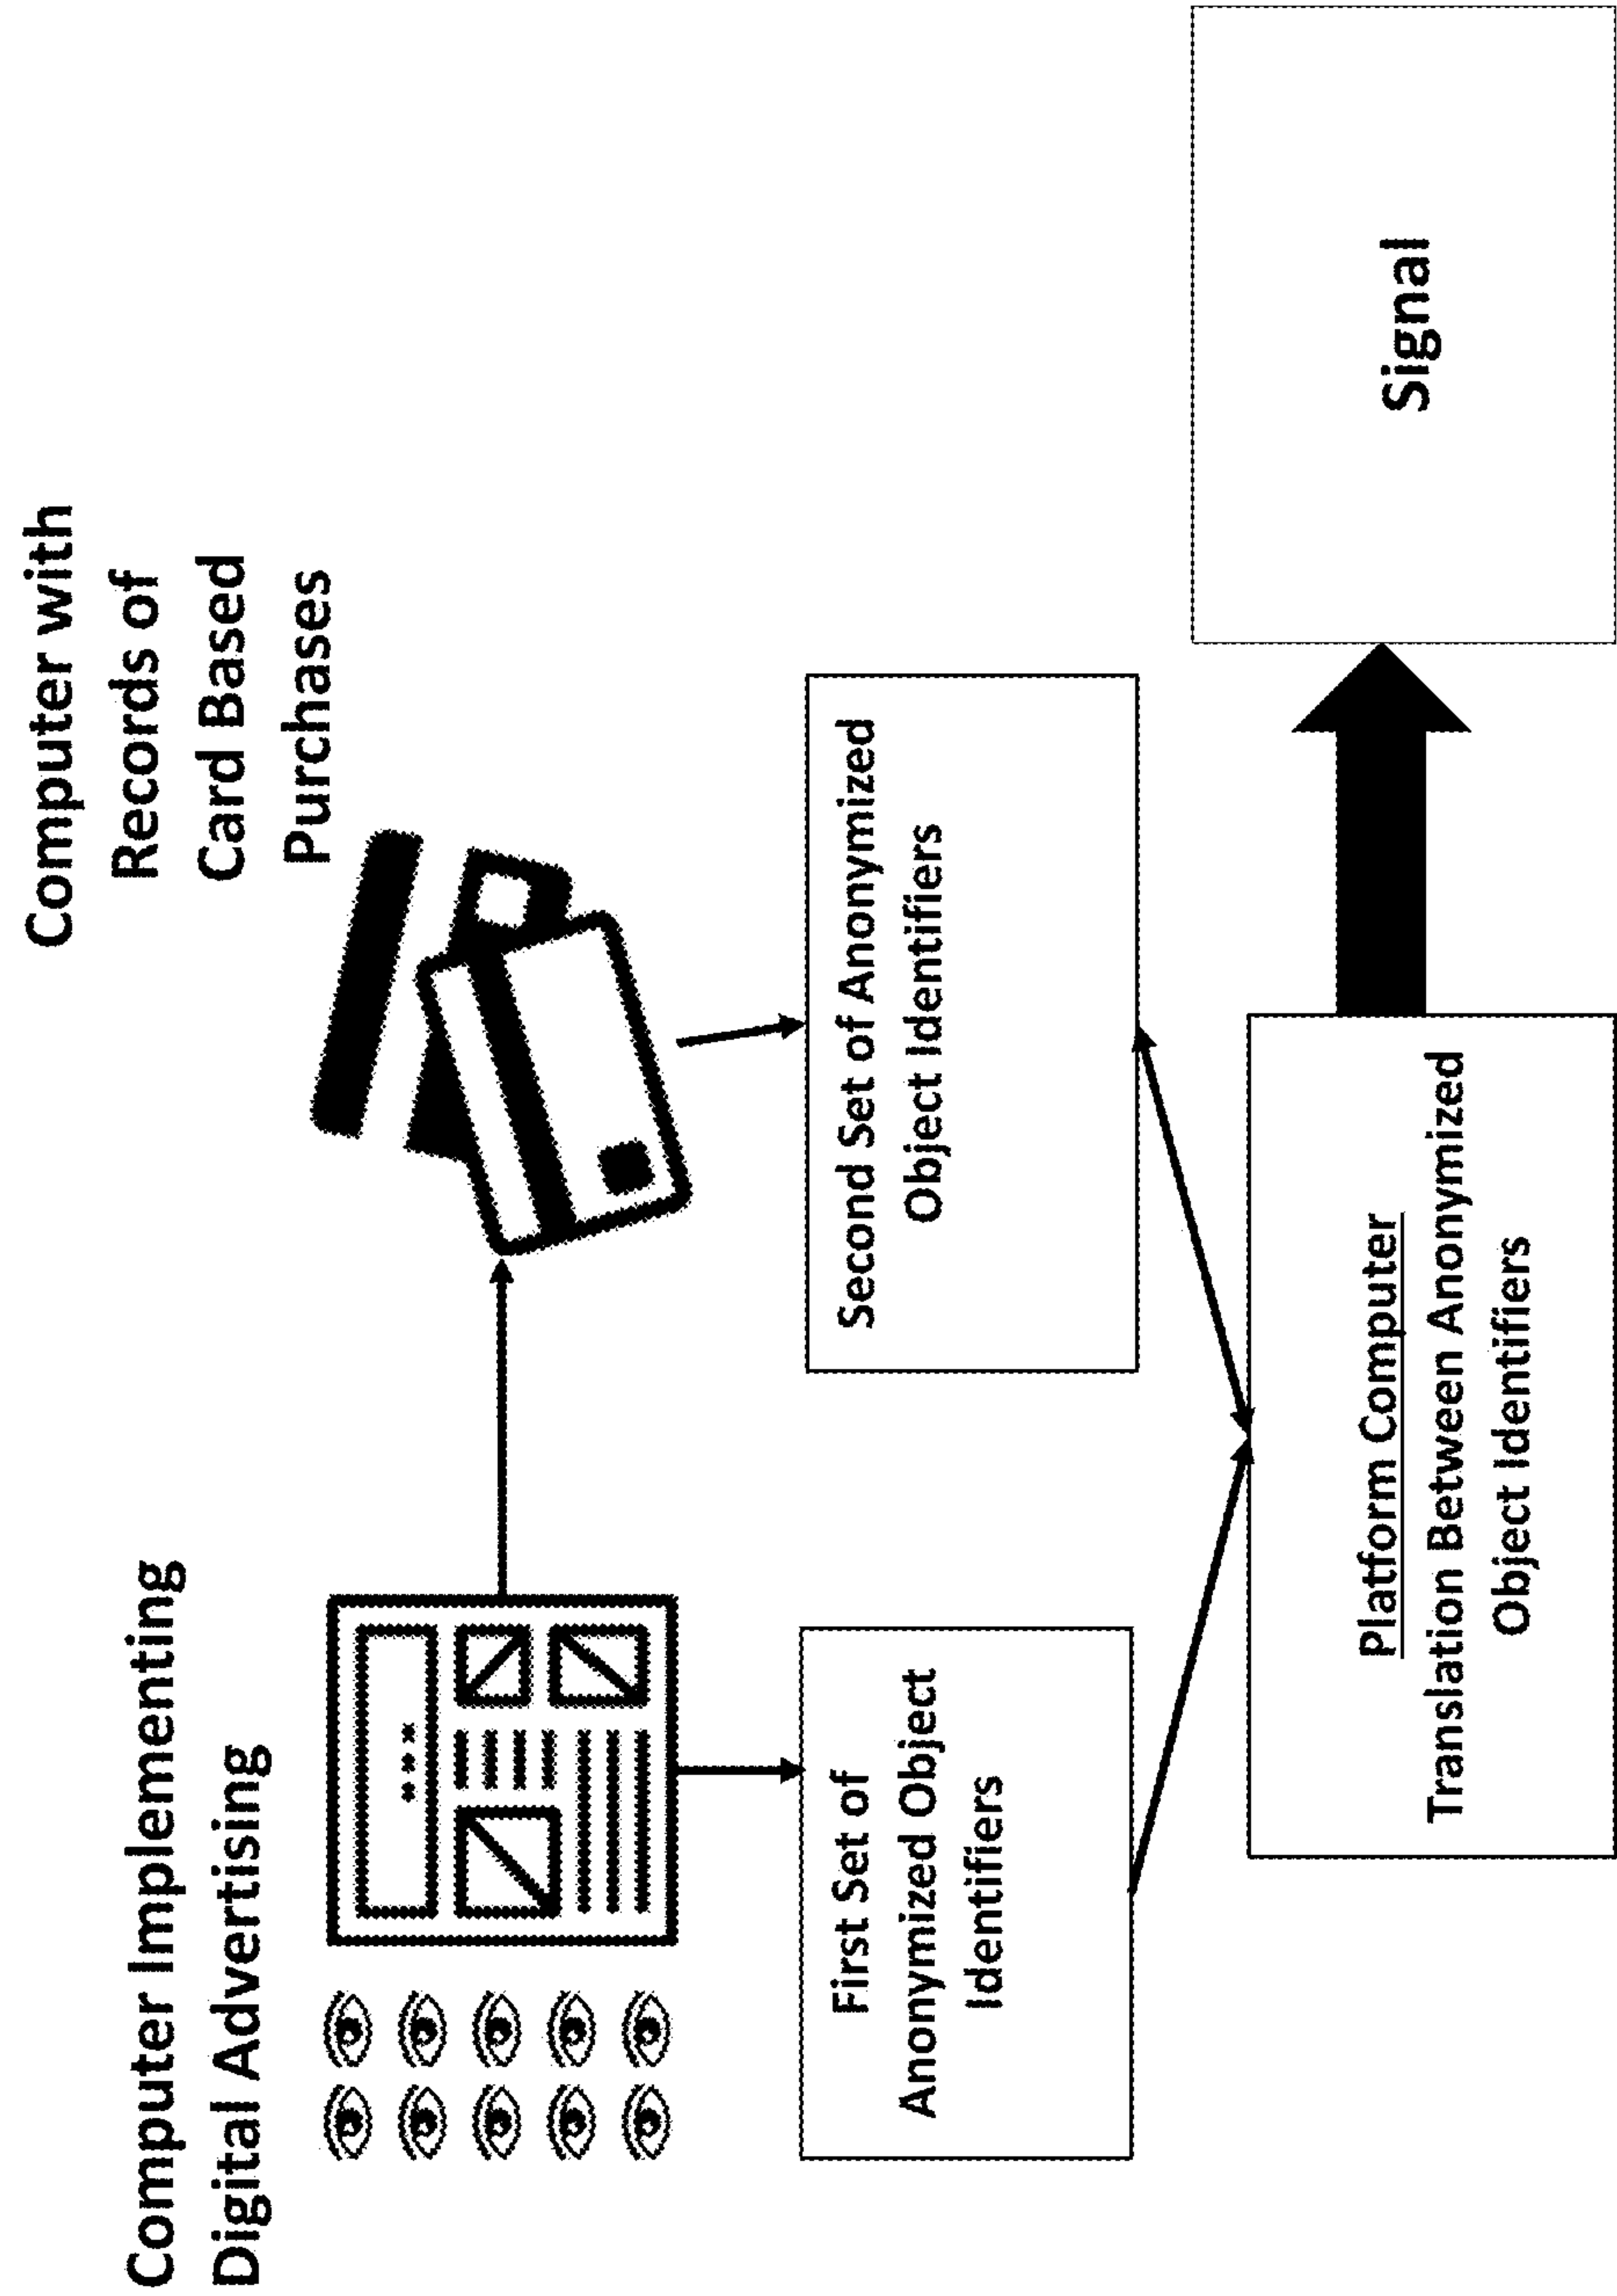 Computer Implementing
Digital Advertising
Computer with
Records of
Card Based
Purchases
First Set of
Anonymized Object
Identifiers
Second Set of Anonymized
Object Identifiers
Platform Computer
Translation Between Anonymized
Object Identifiers
Signal